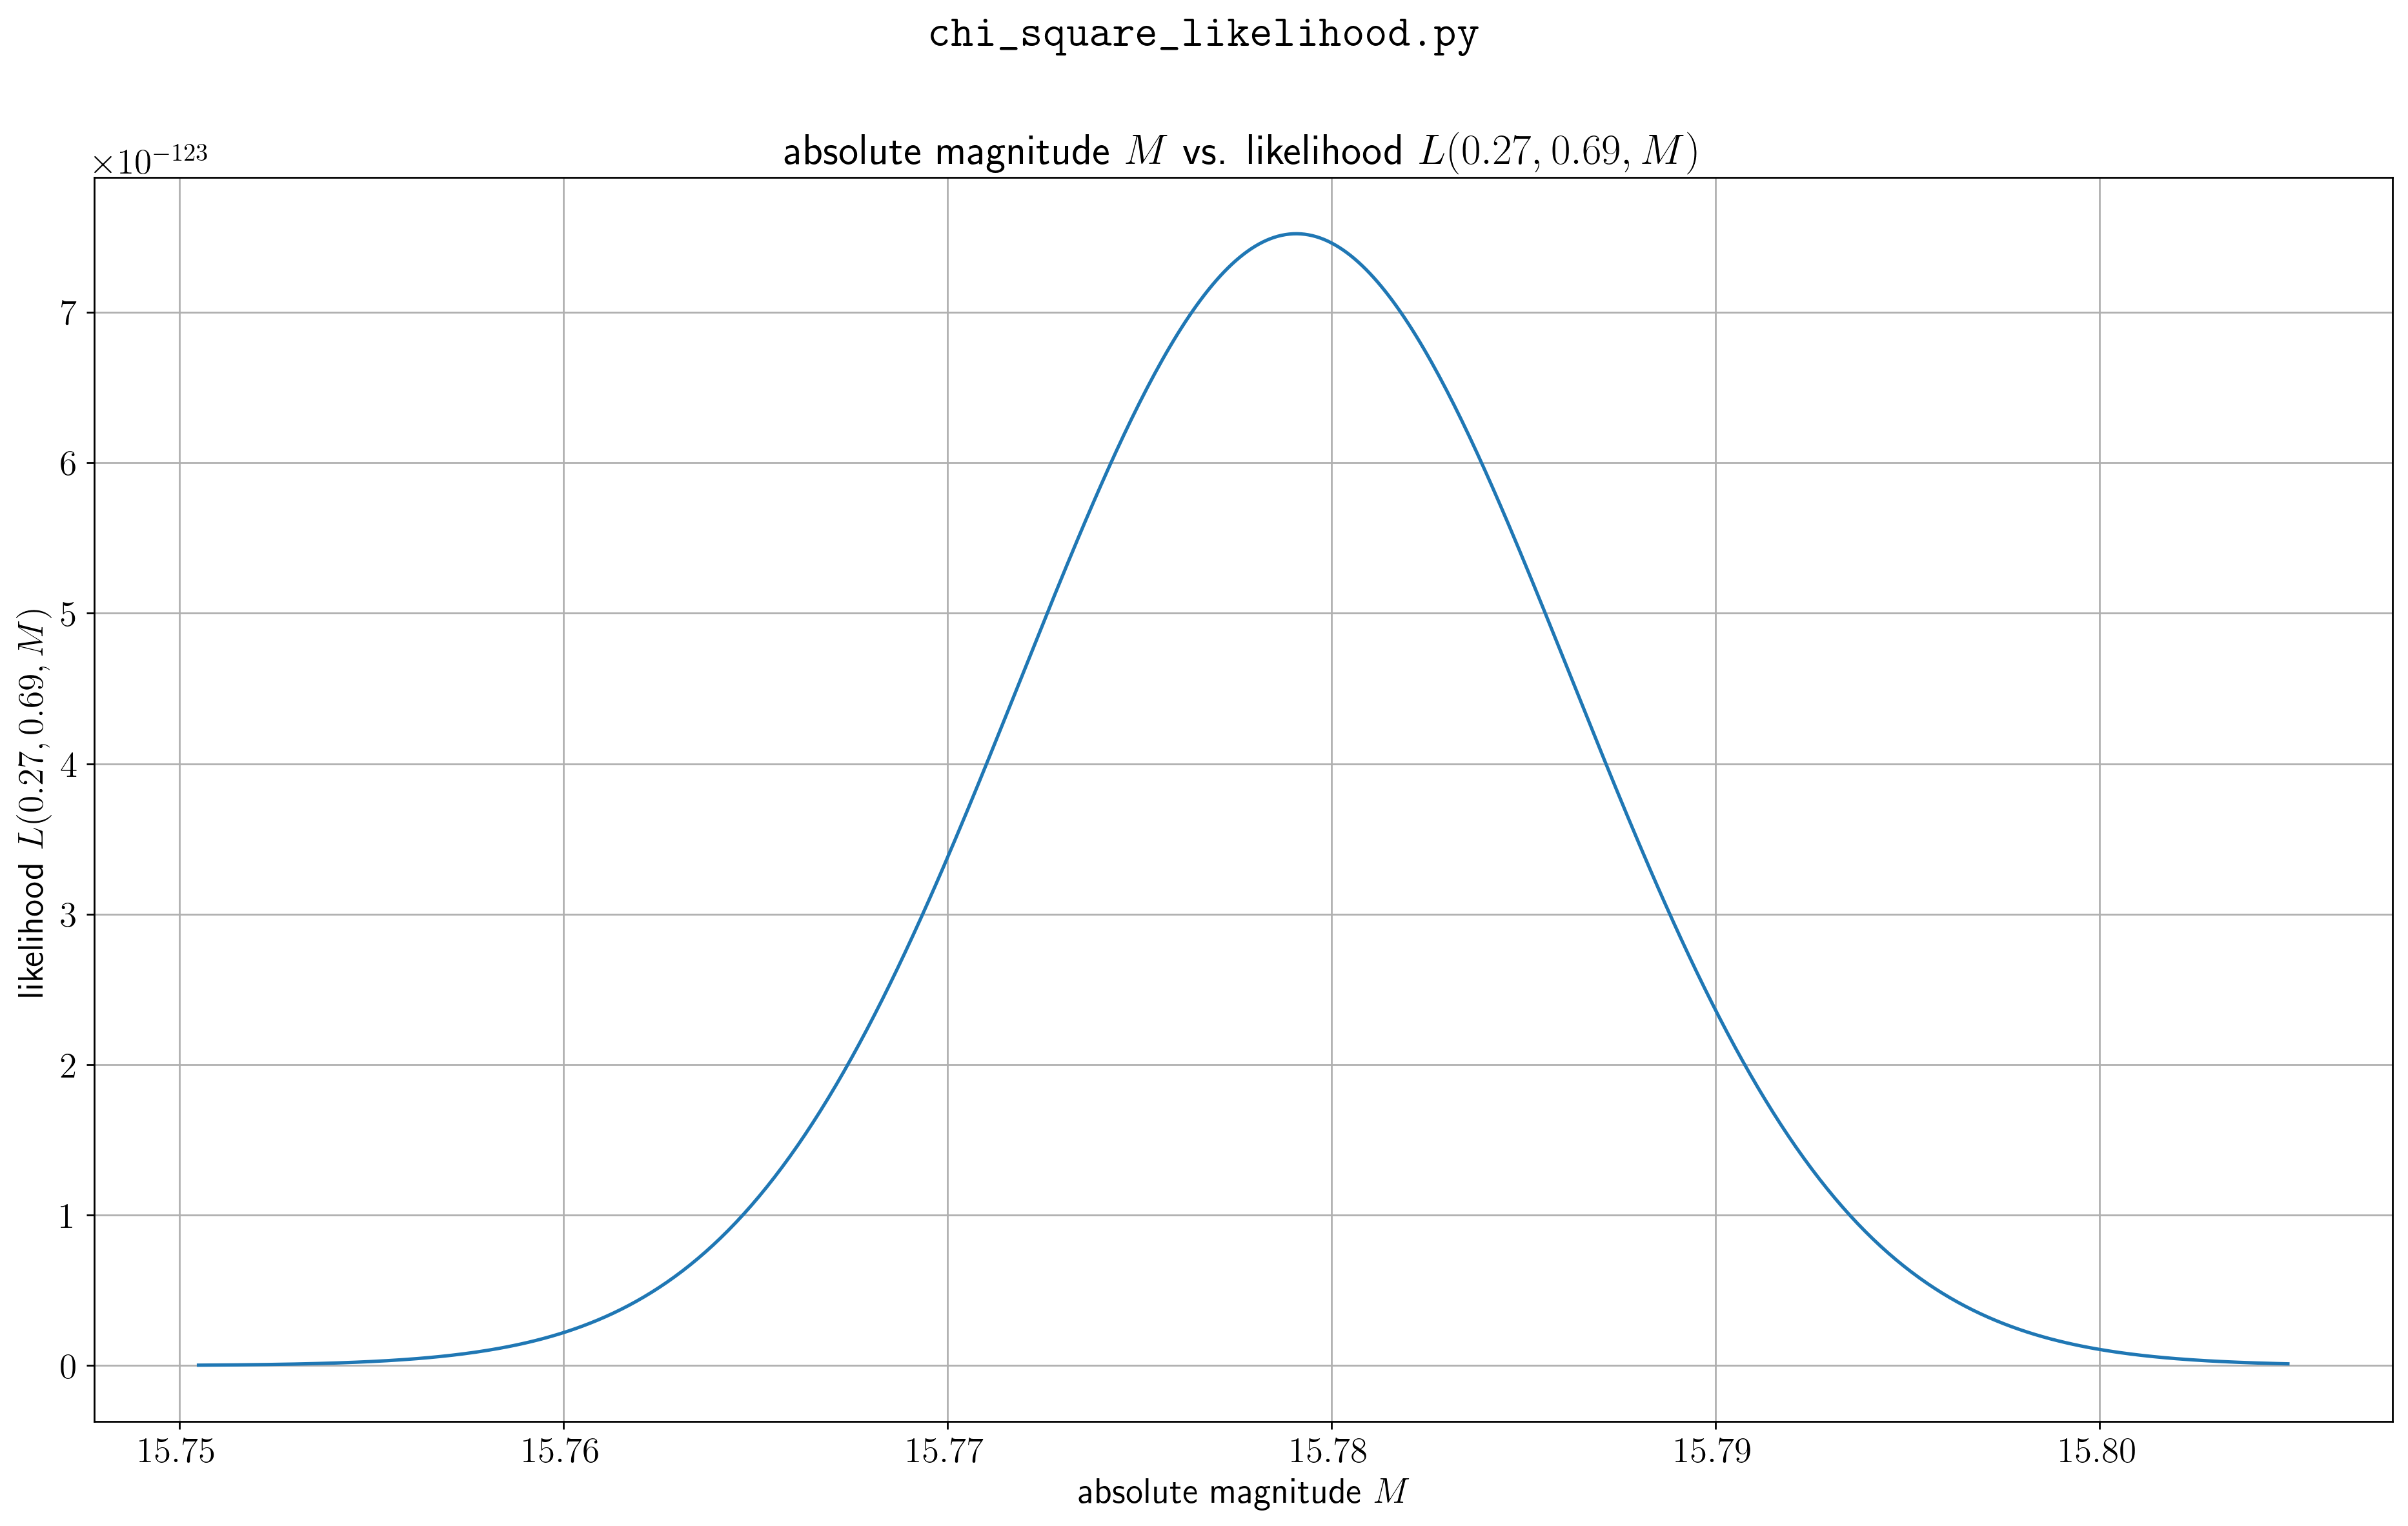 chi_square_likelihood.py
absolute magnitude M vs. likelihood L(0.27, 0.69, M)
×10⁻¹²³
7
6
5
4
3
2
1
0
likelihood L(0.27, 0.69, M)
15.75 15.76 15.77 15.78 15.79 15.80
absolute magnitude M